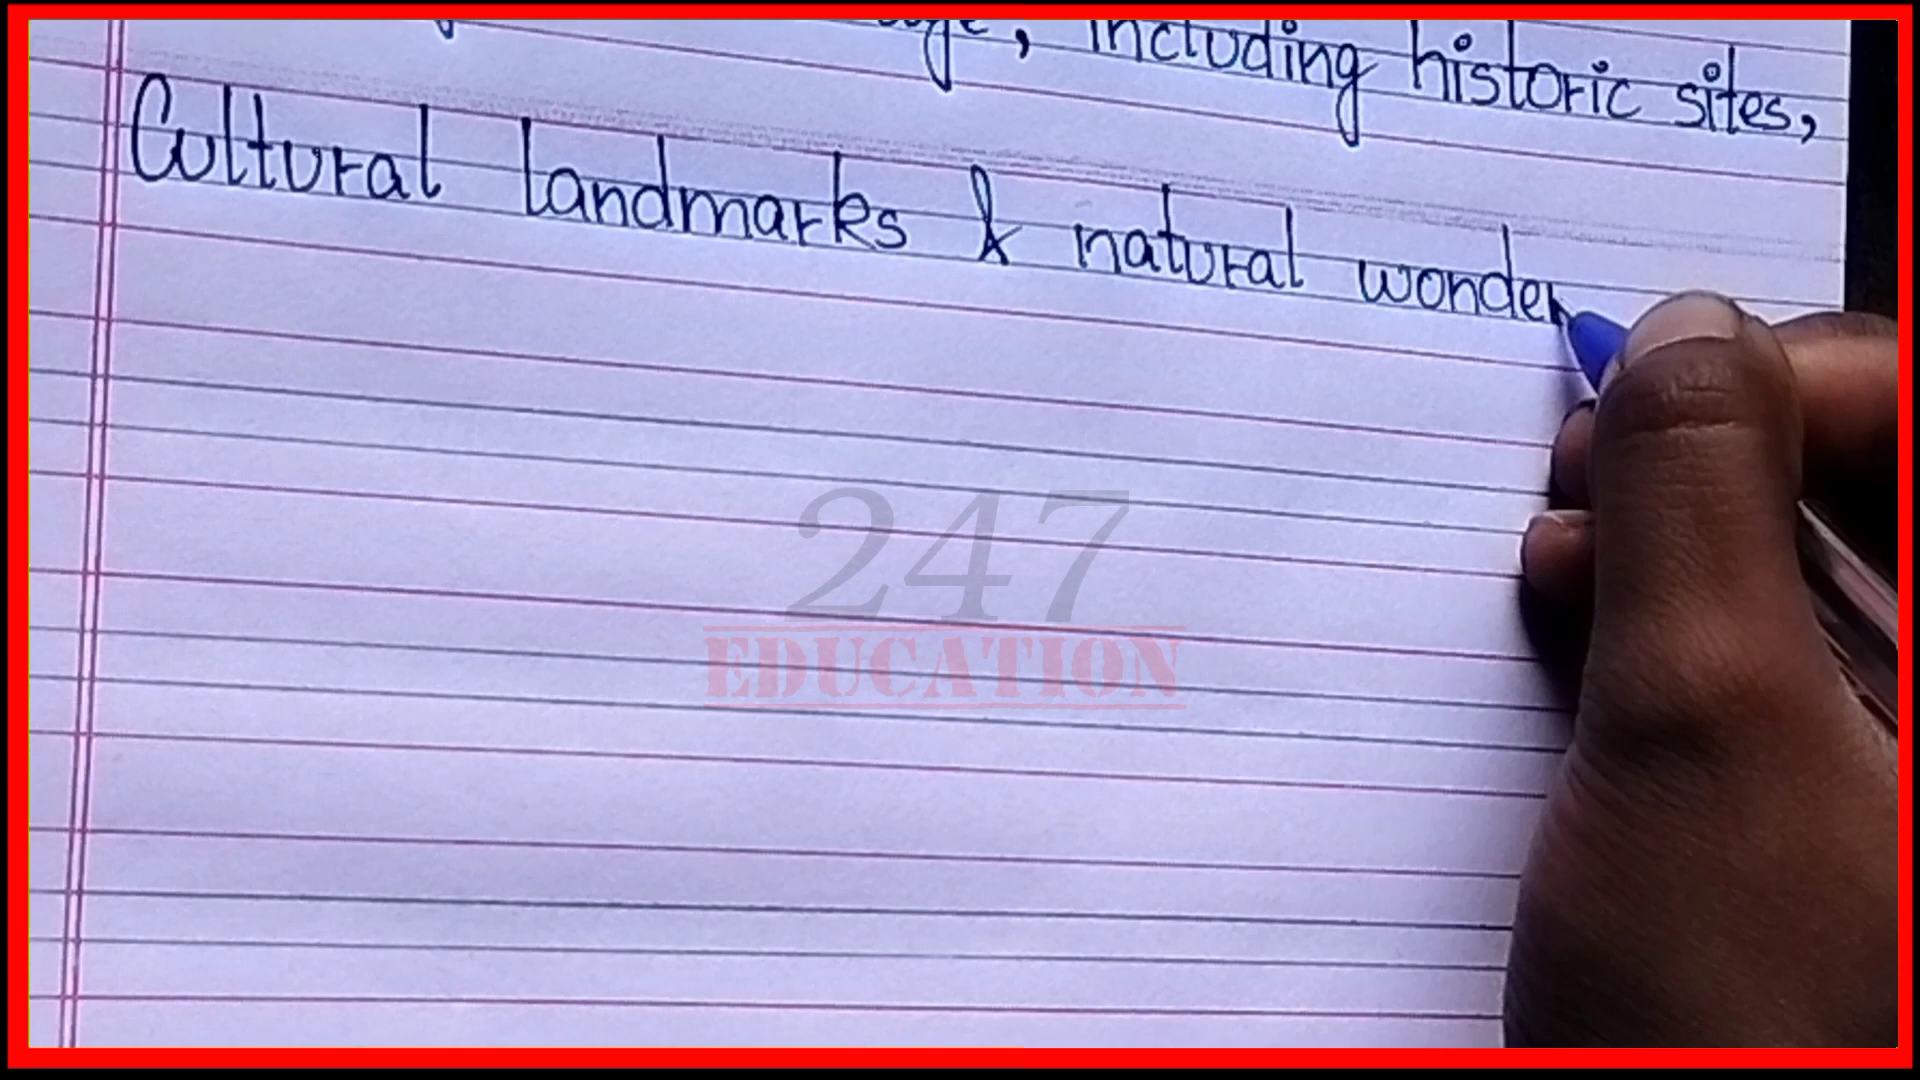 , including historic sites,
Cultural landmarks & natural wonder
247
EDUCATION